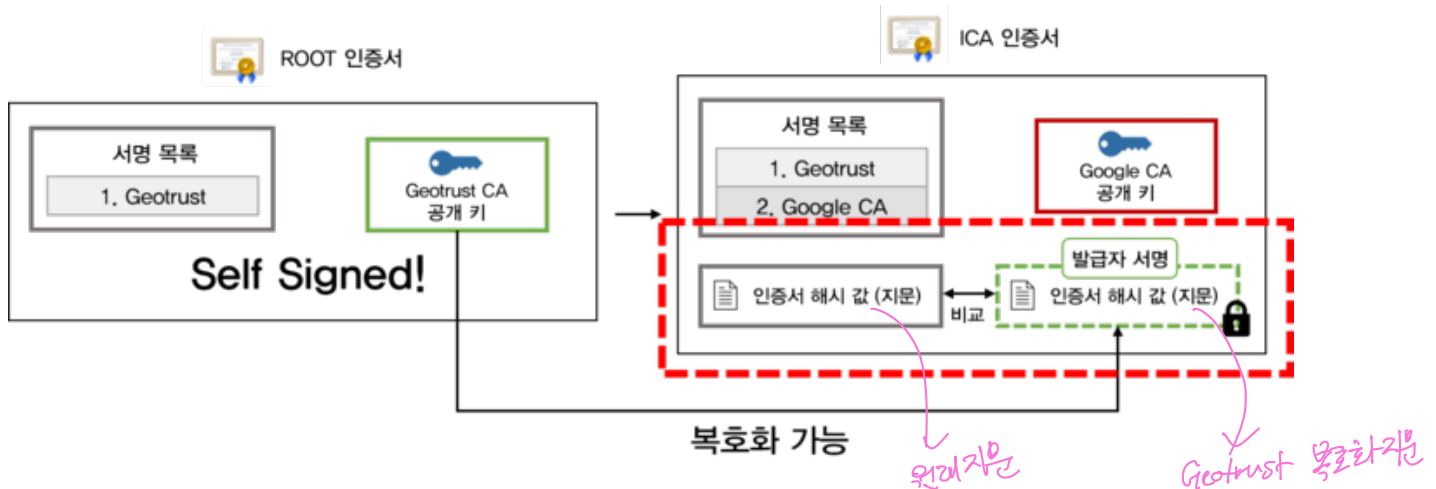 ROOT 인증서
서명 목록
1. Geotrust
Geotrust CA
공개 키
Self Signed!
ICA 인증서
서명 목록
1. Geotrust
2. Google CA
Google CA
공개 키
발급자 서명
인증서 해시 값 (지문)
비교
인증서 해시 값 (지문)
복호화 가능
원래지문
Geotrust 복호화지문